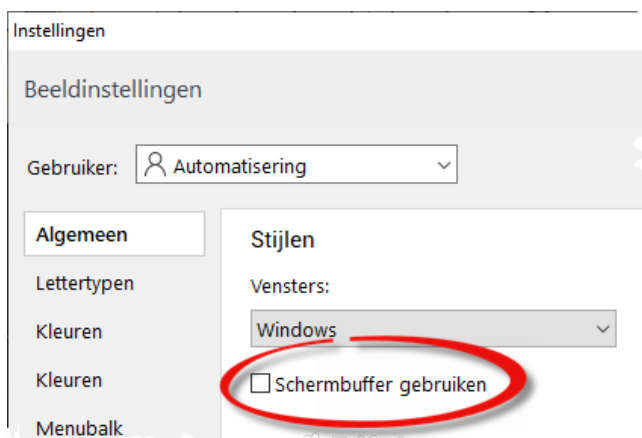 Instellingen
Beeldinstellingen
Gebruiker: Automatisering
Algemeen
Lettertypen
Kleuren
Kleuren
Menubalk
Stijlen
Vensters:
Windows
Schermbuffer gebruiken